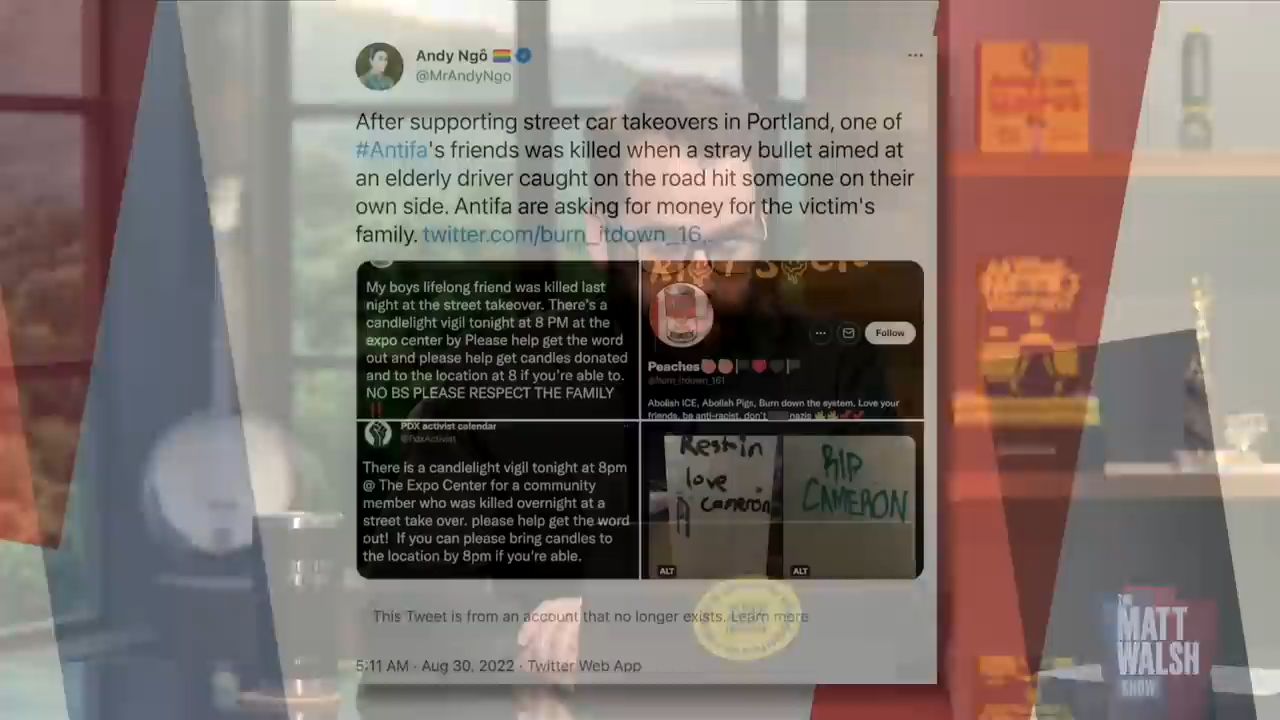 Andy Ngô
@MrAndyNgo
After supporting street car takeovers in Portland, one of
#Antifa's friends was killed when a stray bullet aimed at
an elderly driver caught on the road hit someone on their
own side. Antifa are asking for money for the victim's
family. twitter.com/burn_itdown_16...
My boys lifelong friend was killed last
night at the street takeover. There's a
candlelight vigil tonight at 8 PM at the
expo center by Please help get the word
out and please help get candles donated
and to the location at 8 if you're able to.
NO BS PLEASE RESPECT THE FAMILY
Follow
Peaches
@burn_itdown_161
Abolish ICE, Abolish Pigs, Burn down the system, Love your
friends, be anti-racist, don't nazis
PDX activist calendar
@PdxActivist
There is a candlelight vigil tonight at 8pm
@ The Expo Center for a community
member who was killed overnight at a
street take over. please help get the word
out! If you can please bring candles to
the location by 8pm if you're able.
Rest in
love
Cameron
ALT
RIP
CAMERON
ALT
This Tweet is from an account that no longer exists. Learn more
5:11 AM · Aug 30, 2022 · Twitter Web App
THE
MATT
WALSH
SHOW